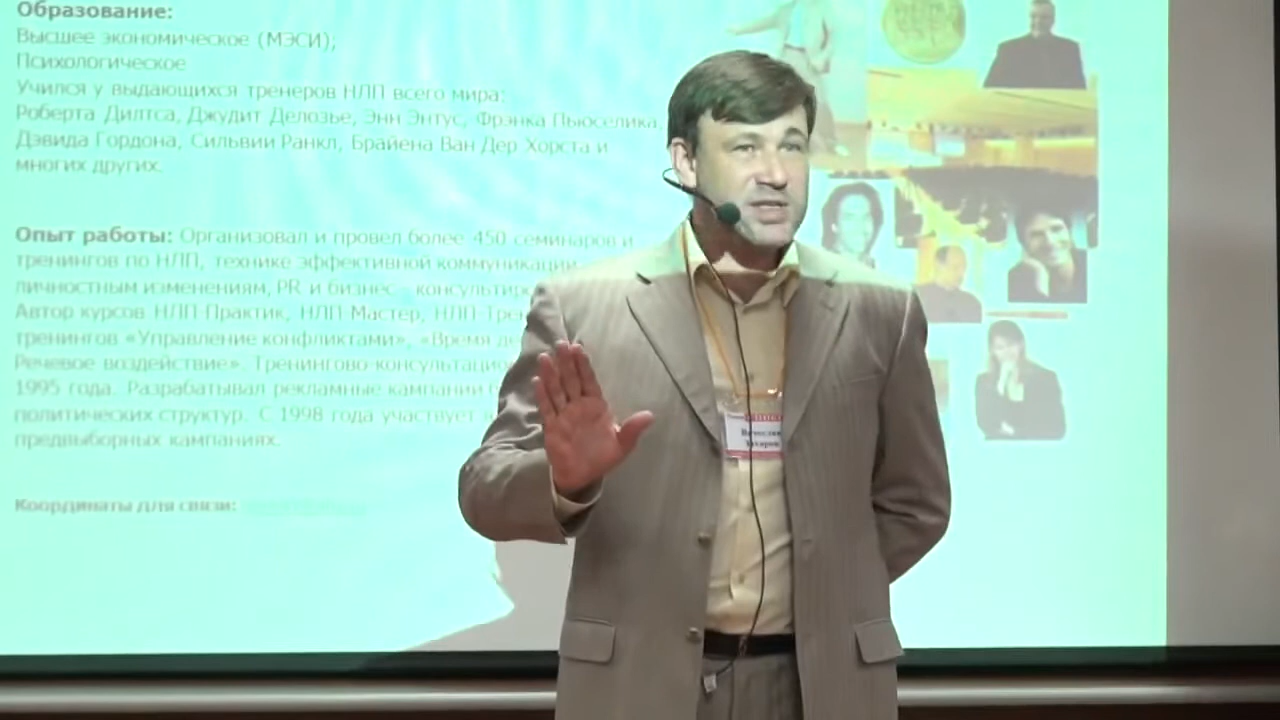 Образование:
Высшее экономическое (МЭСИ);
Психологическое
Учился у выдающихся тренеров НЛП всего мира:
Роберта Дилтса, Джудит Делозье, Энн Энтус, Фрэнка Пьюселика,
Дэвида Гордона, Сильвии Ранкл, Брайена Ван Дер Хорста и
многих других.
Опыт работы: Организовал и провел более 450 семинаров и
тренингов по НЛП, технике эффективной коммуникации
личностным изменениям, PR и бизнес - консультиро
Автор курсов НЛП-Практик, НЛП-Мастер, НЛП-Трен
тренингов «Управление конфликтами», «Время де
Речевое воздействие». Тренингово-консультацио
1995 года. Разрабатывал рекламные кампании
политических структур. С 1998 года участвует в
предвыборных кампаниях.
Координаты для связи: